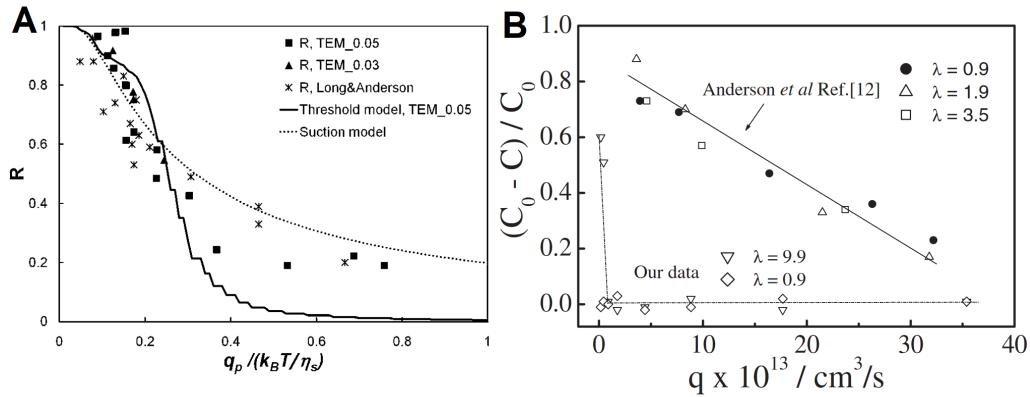 A
R
1
0.8
0.6
0.4
0.2
0
0
0.2
0.4
0.6
0.8
1
q_p /(k_BT/η_s)
R, TEM_0.05
R, TEM_0.03
R, Long&Anderson
Threshold model, TEM_0.05
Suction model
B
(C_0 - C) / C_0
1.0
0.8
0.6
0.4
0.2
0.0
0
10
20
30
40
q x 10^13 / cm^3/s
Anderson et al Ref.[12]
λ = 0.9
λ = 1.9
λ = 3.5
Our data
λ = 9.9
λ = 0.9